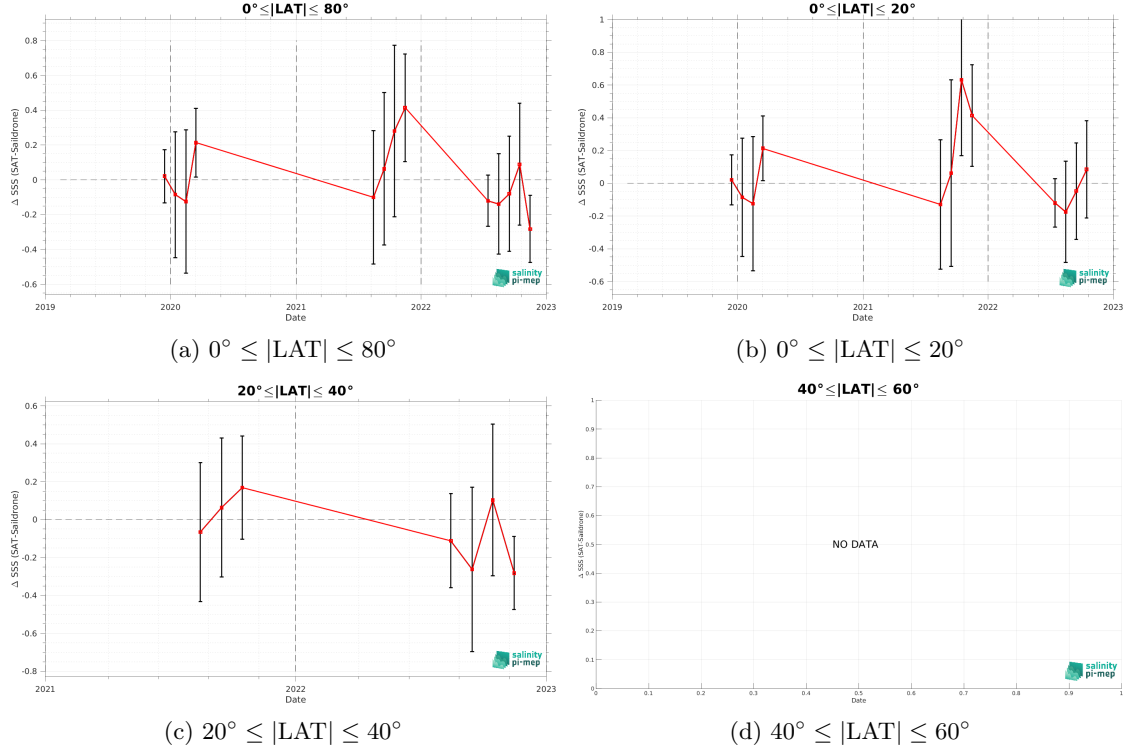 0°≤|LAT|≤ 80°
Δ SSS (SAT-Saildrone)
0.8
0.6
0.4
0.2
0
-0.2
-0.4
-0.6
2019
2020
2021
2022
2023
Date
salinity
pi-mep
(a) 0° ≤ |LAT| ≤ 80°
0°≤|LAT|≤ 20°
Δ SSS (SAT-Saildrone)
1
0.8
0.6
0.4
0.2
0
-0.2
-0.4
-0.6
2019
2020
2021
2022
2023
Date
salinity
pi-mep
(b) 0° ≤ |LAT| ≤ 20°
20°≤|LAT|≤ 40°
Δ SSS (SAT-Saildrone)
0.6
0.4
0.2
0
-0.2
-0.4
-0.6
-0.8
2021
2022
2023
Date
salinity
pi-mep
(c) 20° ≤ |LAT| ≤ 40°
40°≤|LAT|≤ 60°
Δ SSS (SAT-Saildrone)
1
0.9
0.8
0.7
0.6
0.5
0.4
0.3
0.2
0.1
0
NO DATA
0
0.1
0.2
0.3
0.4
0.5
0.6
0.7
0.8
0.9
1
Date
salinity
pi-mep
(d) 40° ≤ |LAT| ≤ 60°